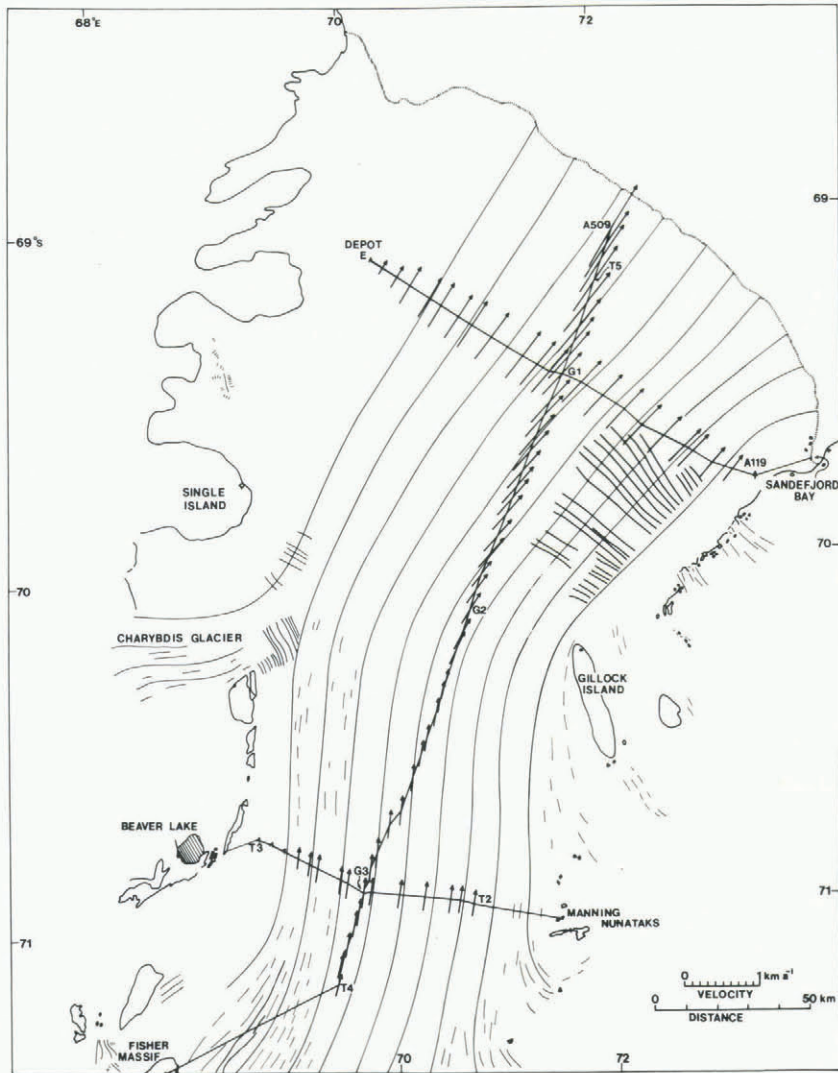 68°E
70
72
A509
69
69°S
DEPOT
E
T5
G1
A119
SANDEFJORD
BAY
SINGLE
ISLAND
70
70
G2
CHARYBDIS GLACIER
GILLOCK
ISLAND
BEAVER LAKE
T3
G3
T2
71
MANNING
NUNATAKS
71
T4
0 1 km a⁻¹
VELOCITY
0 50 km
DISTANCE
FISHER
MASSIF
70
72